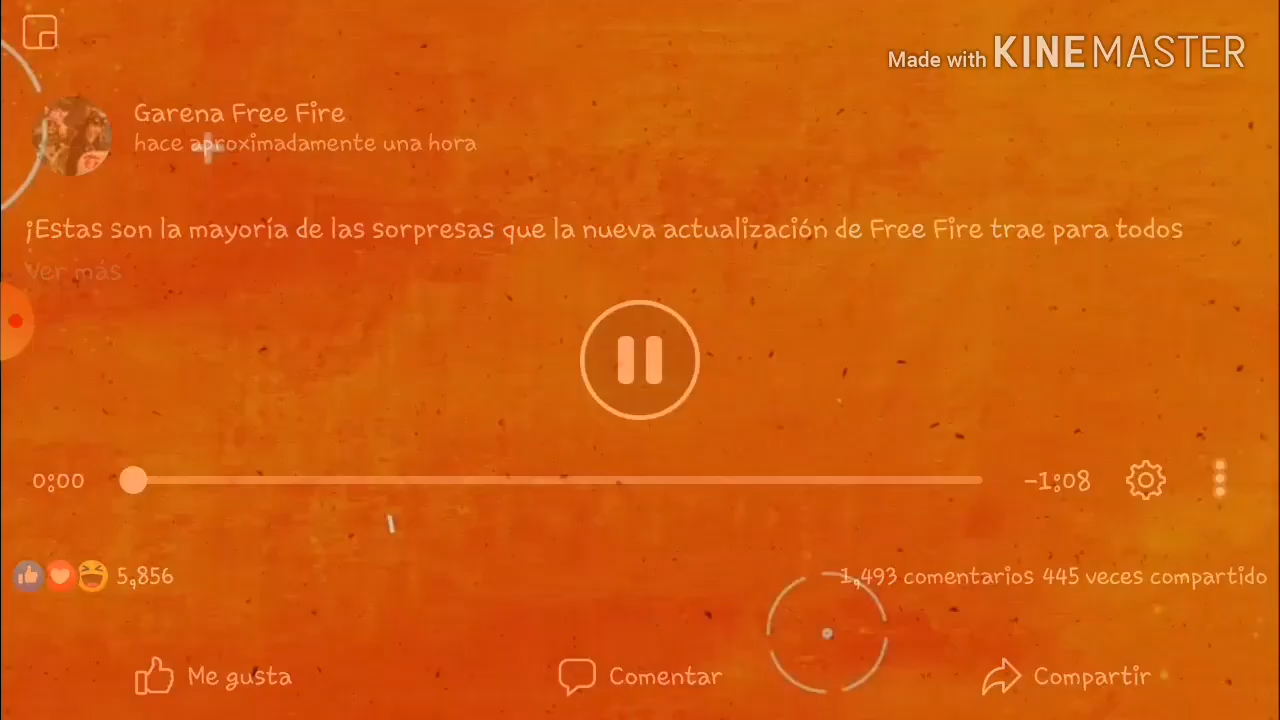 Made with KINEMASTER
Garena Free Fire
hace aproximadamente una hora
¡Estas son la mayoría de las sorpresas que la nueva actualización de Free Fire trae para todos
Ver más
0:00
-1:08
5,856
1,493 comentarios 445 veces compartido
Me gusta
Comentar
Compartir